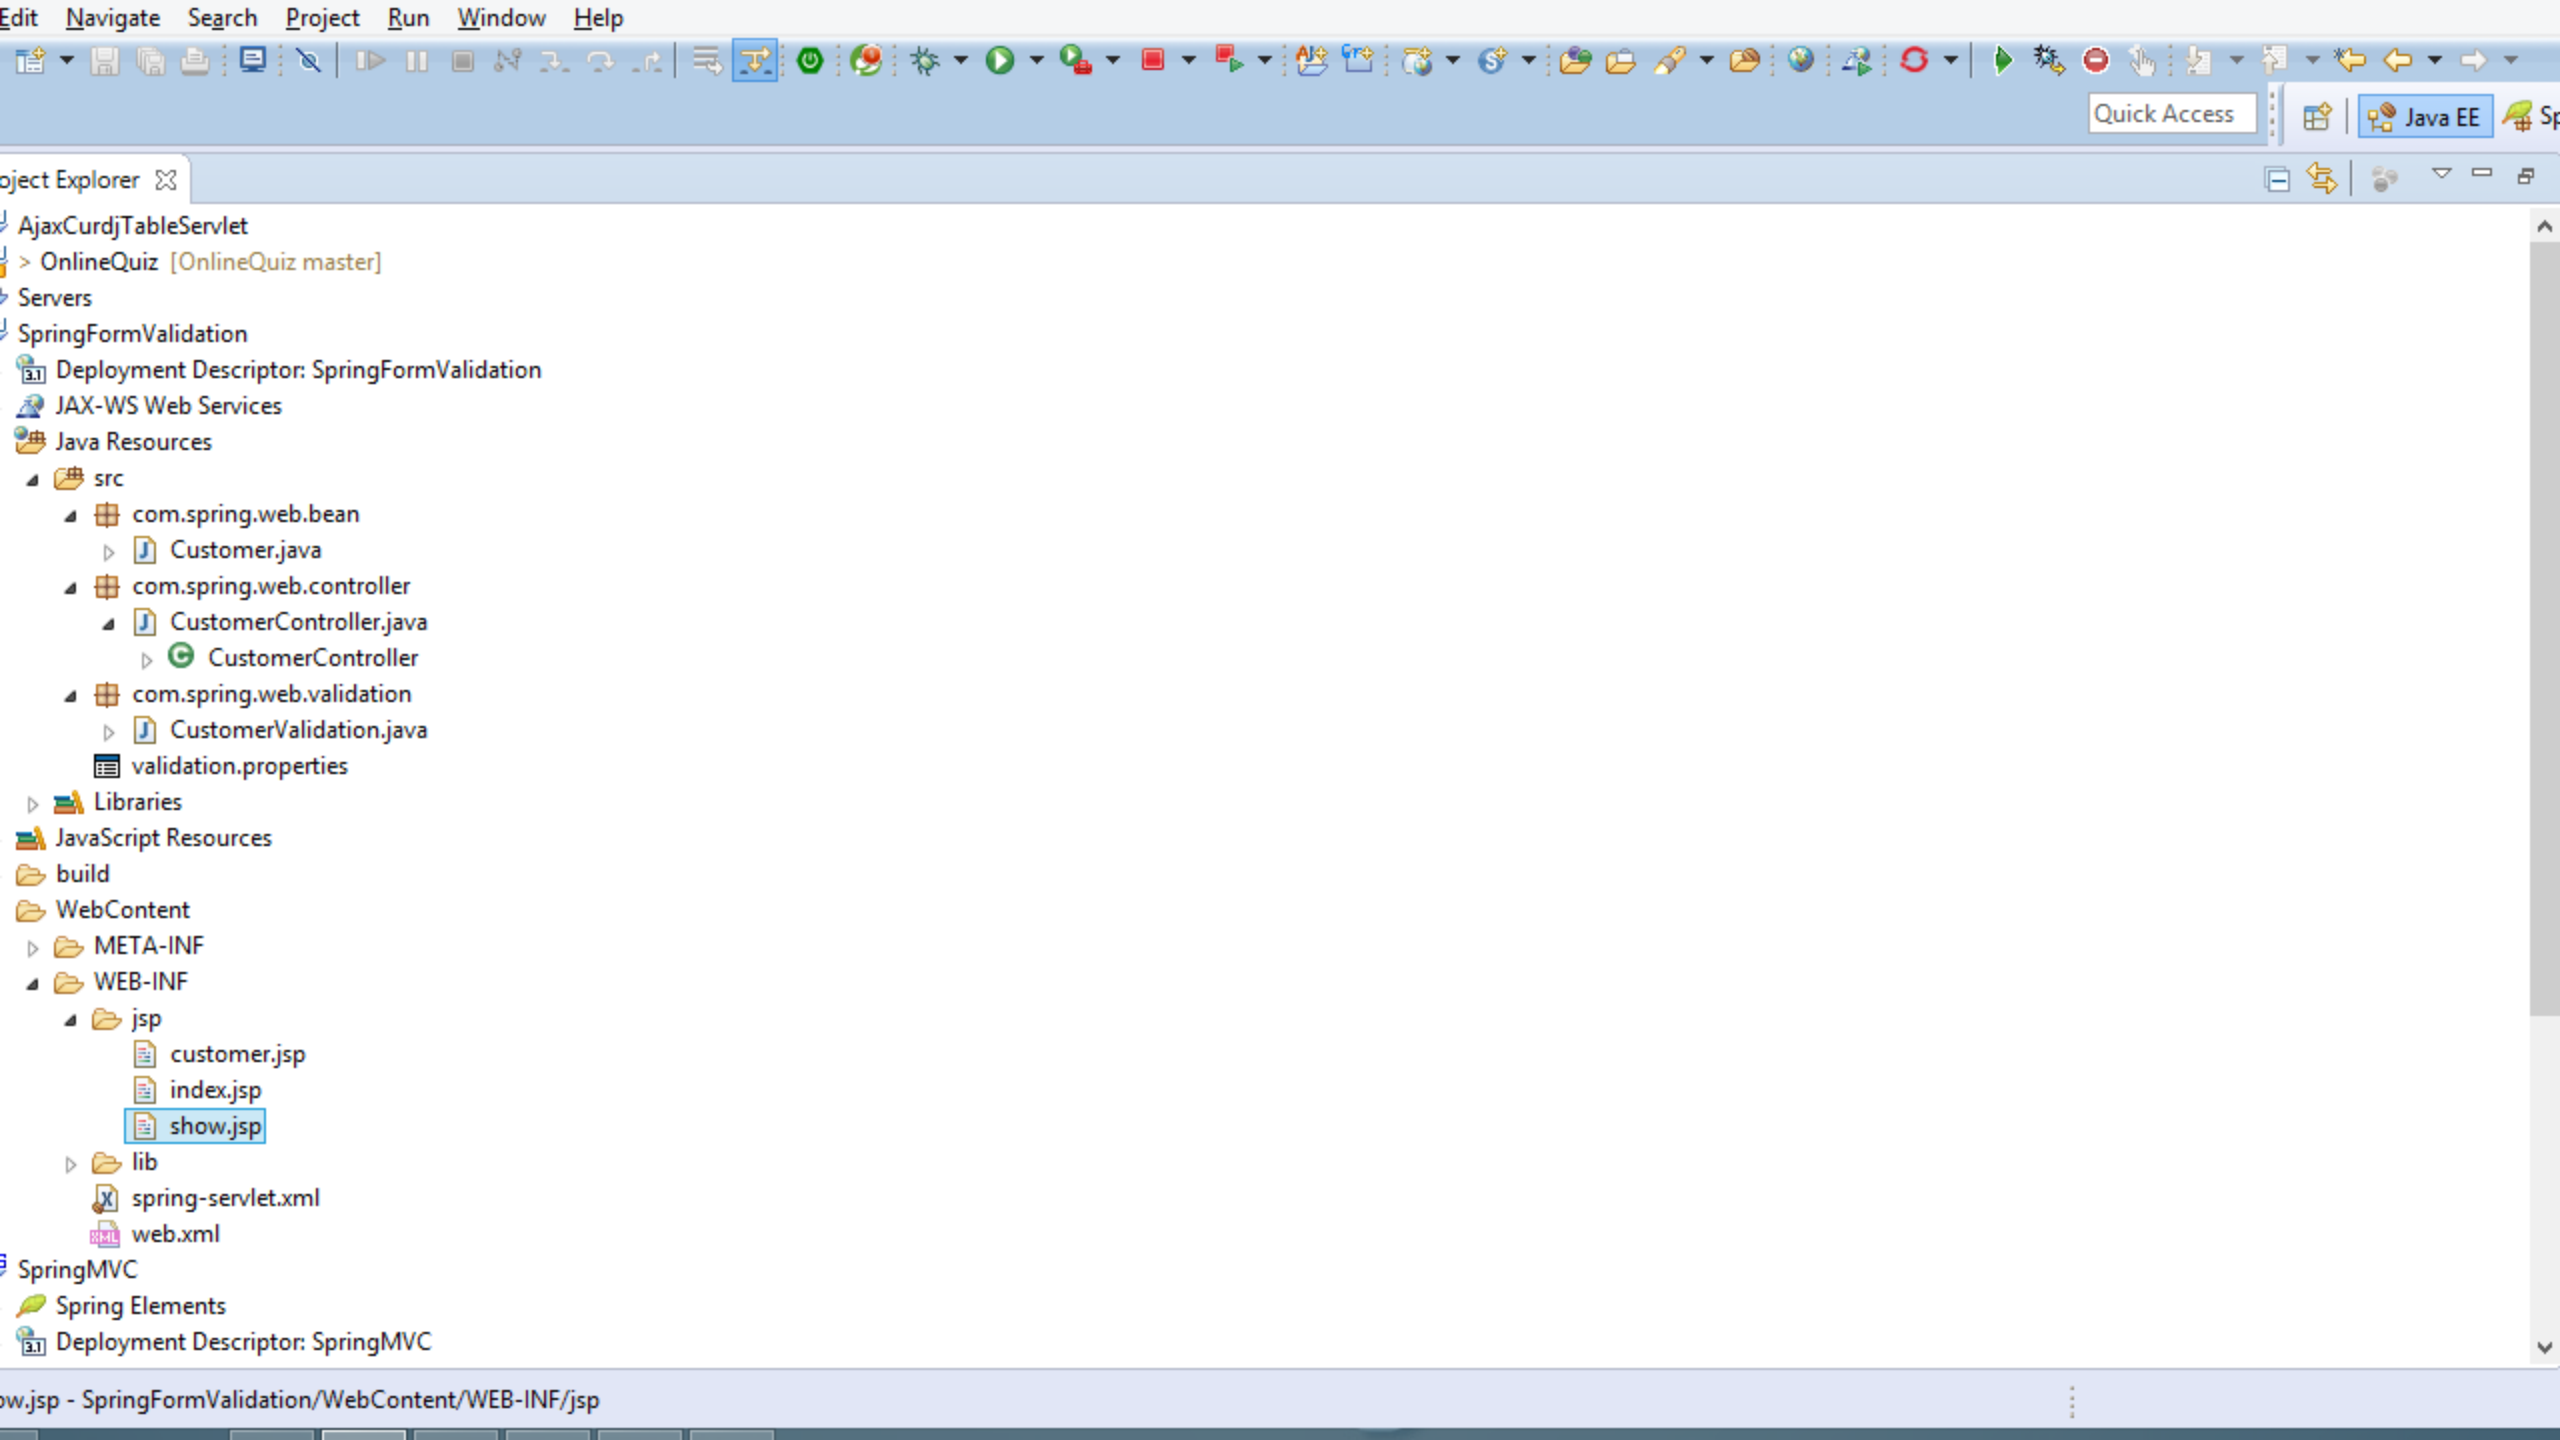 Edit Navigate Search Project Run Window Help
Quick Access Java EE Sp
oject Explorer
AjaxCurdjTableServlet
> OnlineQuiz [OnlineQuiz master]
Servers
SpringFormValidation
Deployment Descriptor: SpringFormValidation
JAX-WS Web Services
Java Resources
src
com.spring.web.bean
Customer.java
com.spring.web.controller
CustomerController.java
CustomerController
com.spring.web.validation
CustomerValidation.java
validation.properties
Libraries
JavaScript Resources
build
WebContent
META-INF
WEB-INF
jsp
customer.jsp
index.jsp
show.jsp
lib
spring-servlet.xml
web.xml
SpringMVC
Spring Elements
Deployment Descriptor: SpringMVC
ow.jsp - SpringFormValidation/WebContent/WEB-INF/jsp